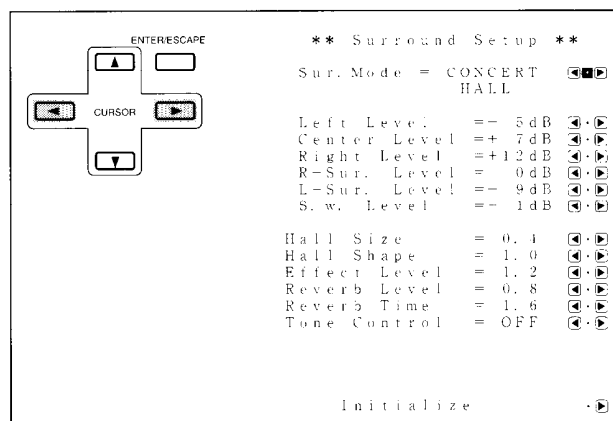 ENTER/ESCAPE
CURSOR
** Surround Setup **
Sur. Mode = CONCERT
HALL
Left Level =- 5dB
Center Level =+ 7dB
Right Level =+12dB
R-Sur. Level = 0dB
L-Sur. Level =- 9dB
S.w. Level =- 1dB
Hall Size = 0.4
Hall Shape = 1.0
Effect Level = 1.2
Reverb Level = 0.8
Reverb Time = 1.6
Tone Control = OFF
Initialize